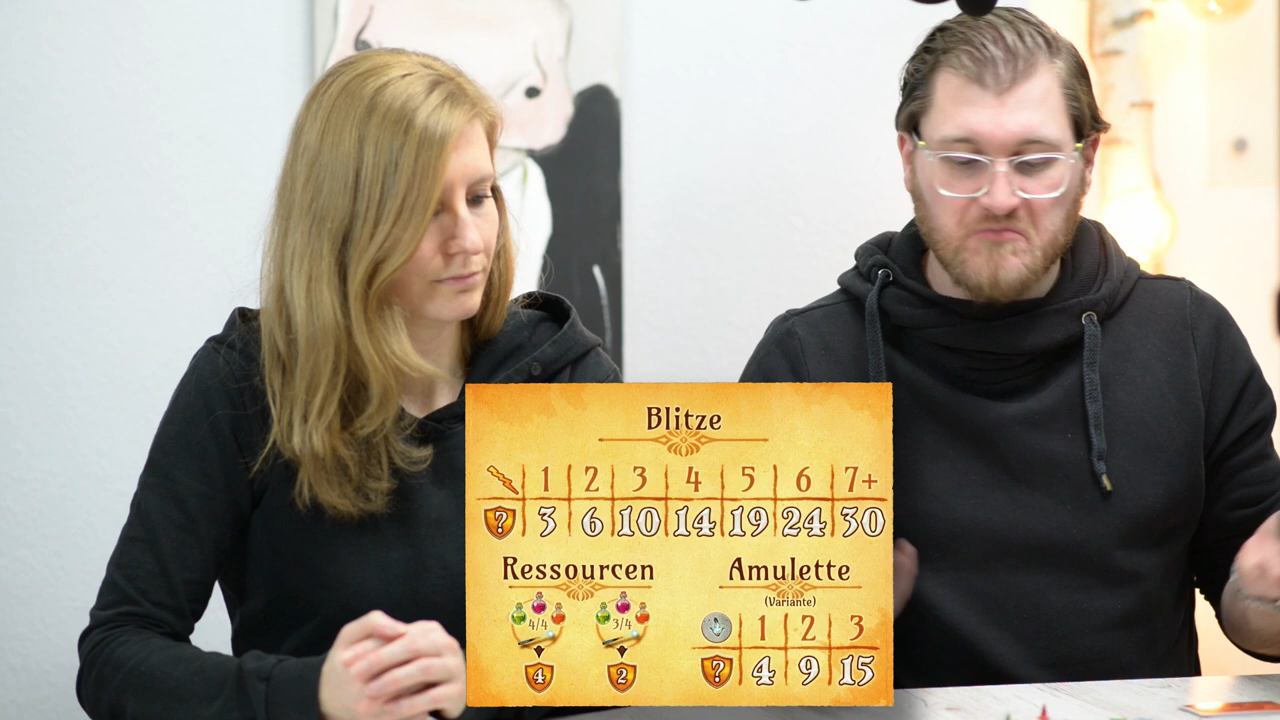 Blitze
1 2 3 4 5 6 7+
? 3 6 10 14 19 24 30
Ressourcen
4/4 3/4
4 2
Amulette
(Variante)
1 2 3
? 4 9 15